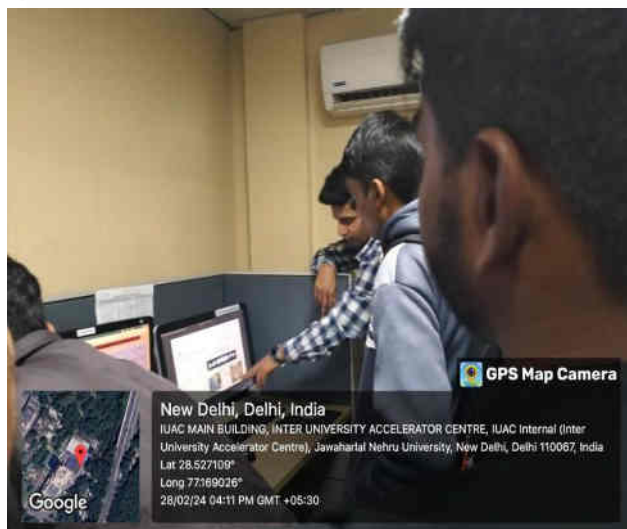 GPS Map Camera
New Delhi, Delhi, India
IUAC MAIN BUILDING, INTER UNIVERSITY ACCELERATOR CENTRE, IUAC Internal (Inter
University Accelerator Centre), Jawaharlal Nehru University, New Delhi, Delhi 110067, India
Lat 28.527109°
Long 77.169026°
28/02/24 04:11 PM GMT +05:30
Google